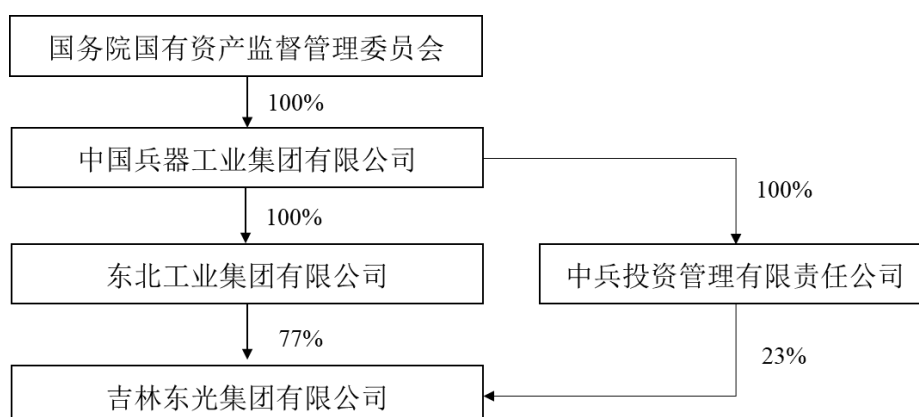 国务院国有资产监督管理委员会
100%
中国兵器工业集团有限公司
100%
100%
东北工业集团有限公司
中兵投资管理有限责任公司
77%
23%
吉林东光集团有限公司